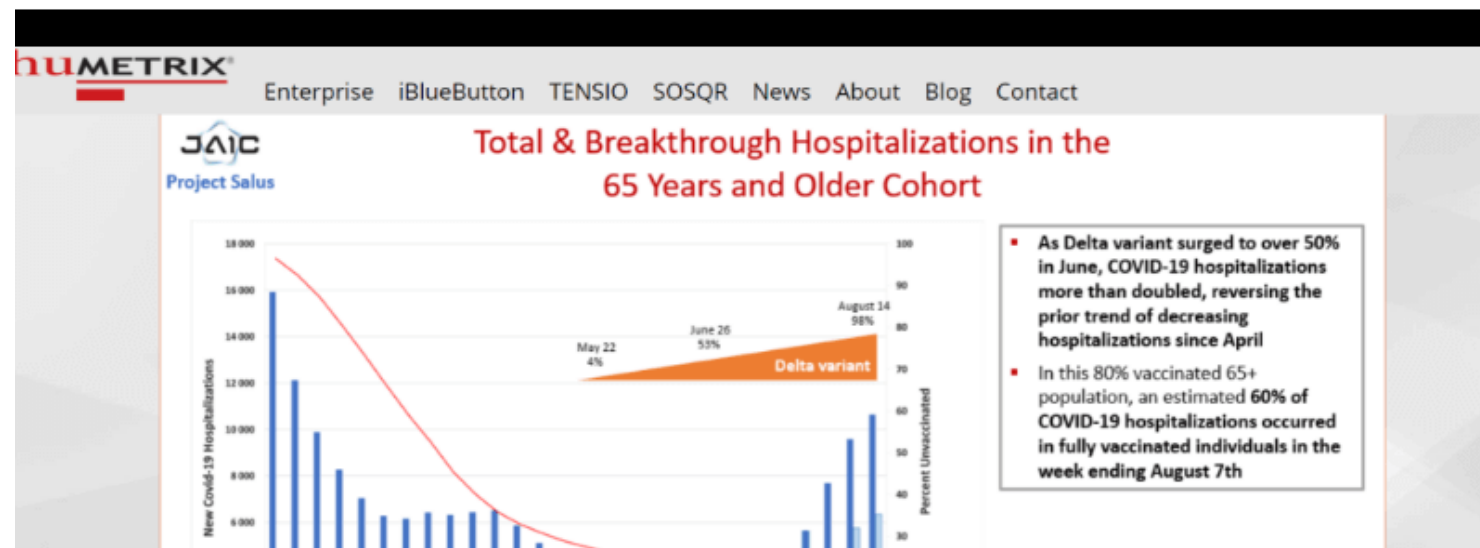 huMETRIX®
Enterprise iBlueButton TENSIO SOSQR News About Blog Contact
JAIC
Project Salus
Total & Breakthrough Hospitalizations in the
65 Years and Older Cohort
18 000
16 000
14 000
12 000
10 000
8 000
6 000
New Covid-19 Hospitalizations
May 22
4%
June 26
53%
August 14
98%
Delta variant
100
90
80
70
60
50
40
30
Percent Unvaccinated
▪ As Delta variant surged to over 50%
in June, COVID-19 hospitalizations
more than doubled, reversing the
prior trend of decreasing
hospitalizations since April
▪ In this 80% vaccinated 65+
population, an estimated 60% of
COVID-19 hospitalizations occurred
in fully vaccinated individuals in the
week ending August 7th